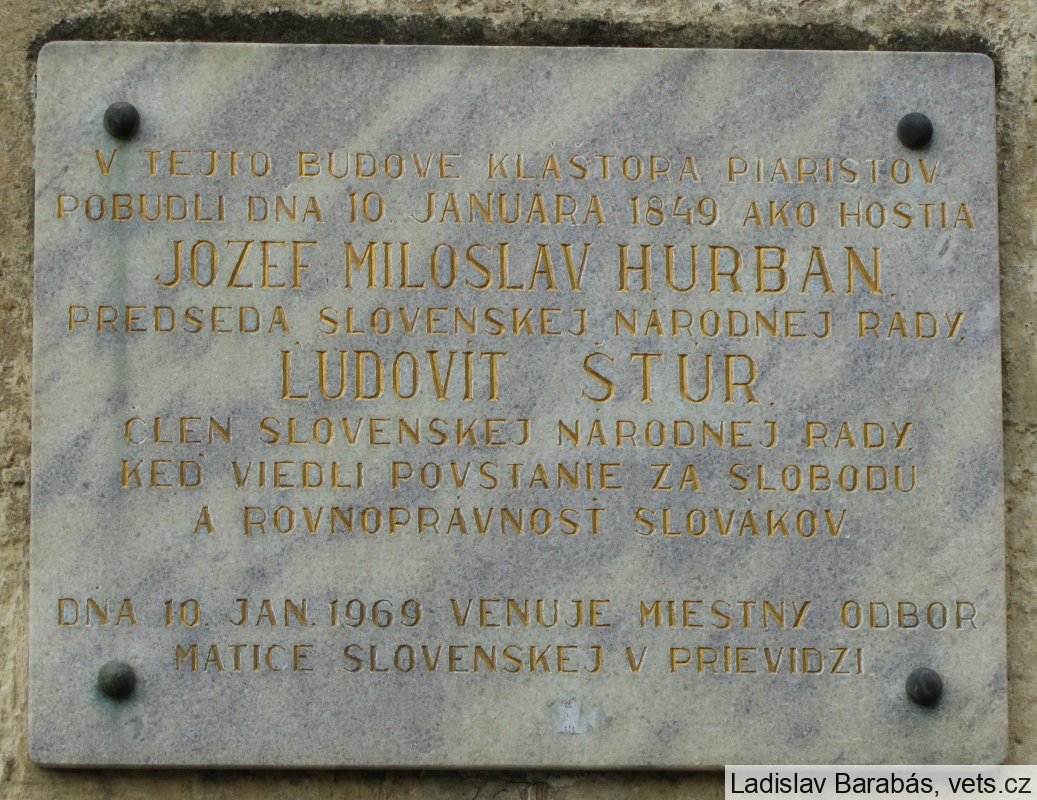 V TEJTO BUDOVE KLÁŠTORA PIARISTOV
POBUDLI DŇA 10. JANUÁRA 1849 AKO HOSTIA
JOZEF MILOSLAV HURBAN,
PREDSEDA SLOVENSKEJ NÁRODNEJ RADY,
ĽUDOVÍT ŠTÚR,
ČLEN SLOVENSKEJ NÁRODNEJ RADY,
KEĎ VIEDLI POVSTANIE ZA SLOBODU
A ROVNOPRÁVNOSŤ SLOVÁKOV
DŇA 10. JAN. 1969 VENUJE MIESTNY ODBOR
MATICE SLOVENSKEJ V PRIEVIDZI
Ladislav Barabás, vets.cz